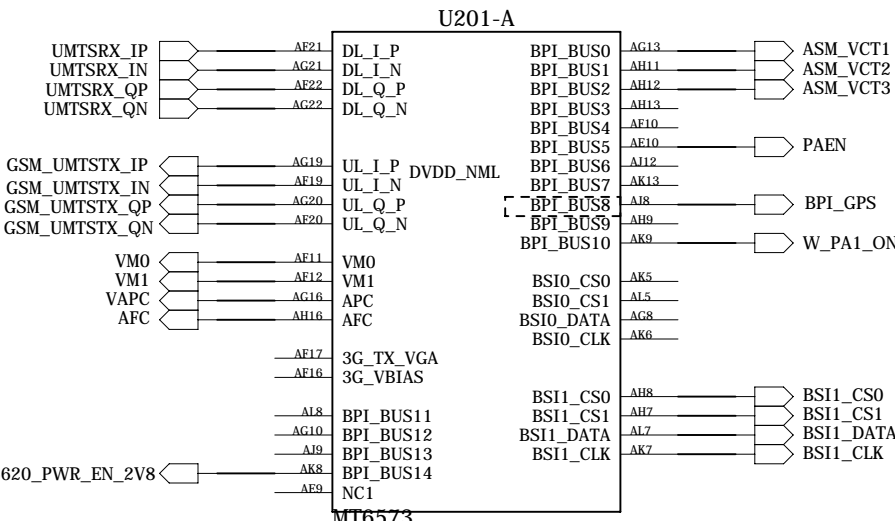 U201-A
UMTSRX_IP AF21 DL_I_P BPI_BUS0 AG13 ASM_VCT1
UMTSRX_IN AG21 DL_I_N BPI_BUS1 AH11 ASM_VCT2
UMTSRX_QP AF22 DL_Q_P BPI_BUS2 AH12 ASM_VCT3
UMTSRX_QN AG22 DL_Q_N BPI_BUS3 AH13
BPI_BUS4 AF10
BPI_BUS5 AE10 PAEN
GSM_UMTSTX_IP AG19 UL_I_P DVDD_NML BPI_BUS6 AJ12
GSM_UMTSTX_IN AF19 UL_I_N BPI_BUS7 AK13
GSM_UMTSTX_QP AG20 UL_Q_P BPI_BUS8 AJ8 BPI_GPS
GSM_UMTSTX_QN AF20 UL_Q_N BPI_BUS9 AH9
BPI_BUS10 AK9 W_PA1_ON
VM0 AF11 VM0
VM1 AF12 VM1 BSI0_CS0 AK5
VAPC AG16 APC BSI0_CS1 AL5
AFC AH16 AFC BSI0_DATA AG8
BSI0_CLK AK6
AF17 3G_TX_VGA
AF16 3G_VBIAS
BSI1_CS0 AH8 BSI1_CS0
AL8 BPI_BUS11 BSI1_CS1 AH7 BSI1_CS1
AG10 BPI_BUS12 BSI1_DATA AL7 BSI1_DATA
AJ9 BPI_BUS13 BSI1_CLK AK7 BSI1_CLK
620_PWR_EN_2V8 AK8 BPI_BUS14
AE9 NC1
MT6573